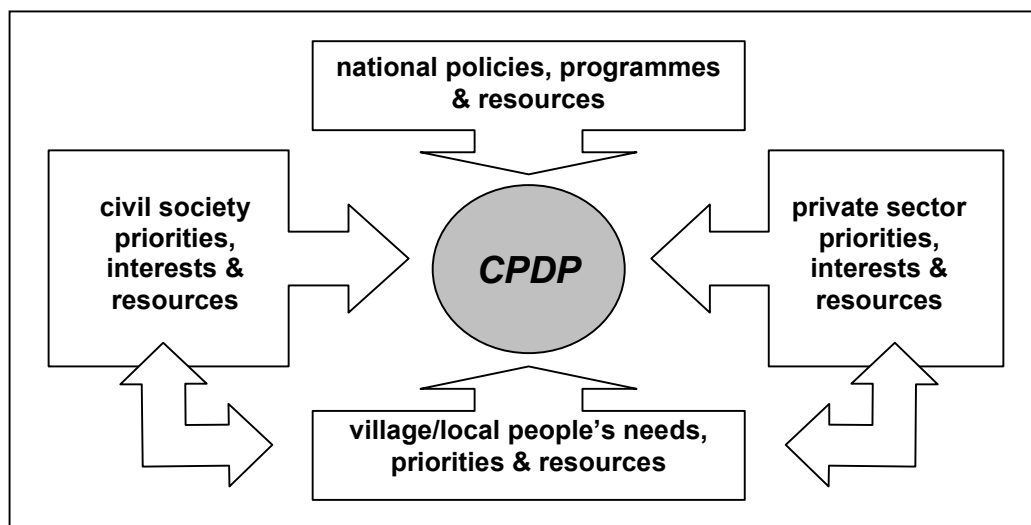 national policies, programmes
& resources
civil society
priorities,
interests &
resources
CPDP
private sector
priorities,
interests &
resources
village/local people’s needs,
priorities & resources